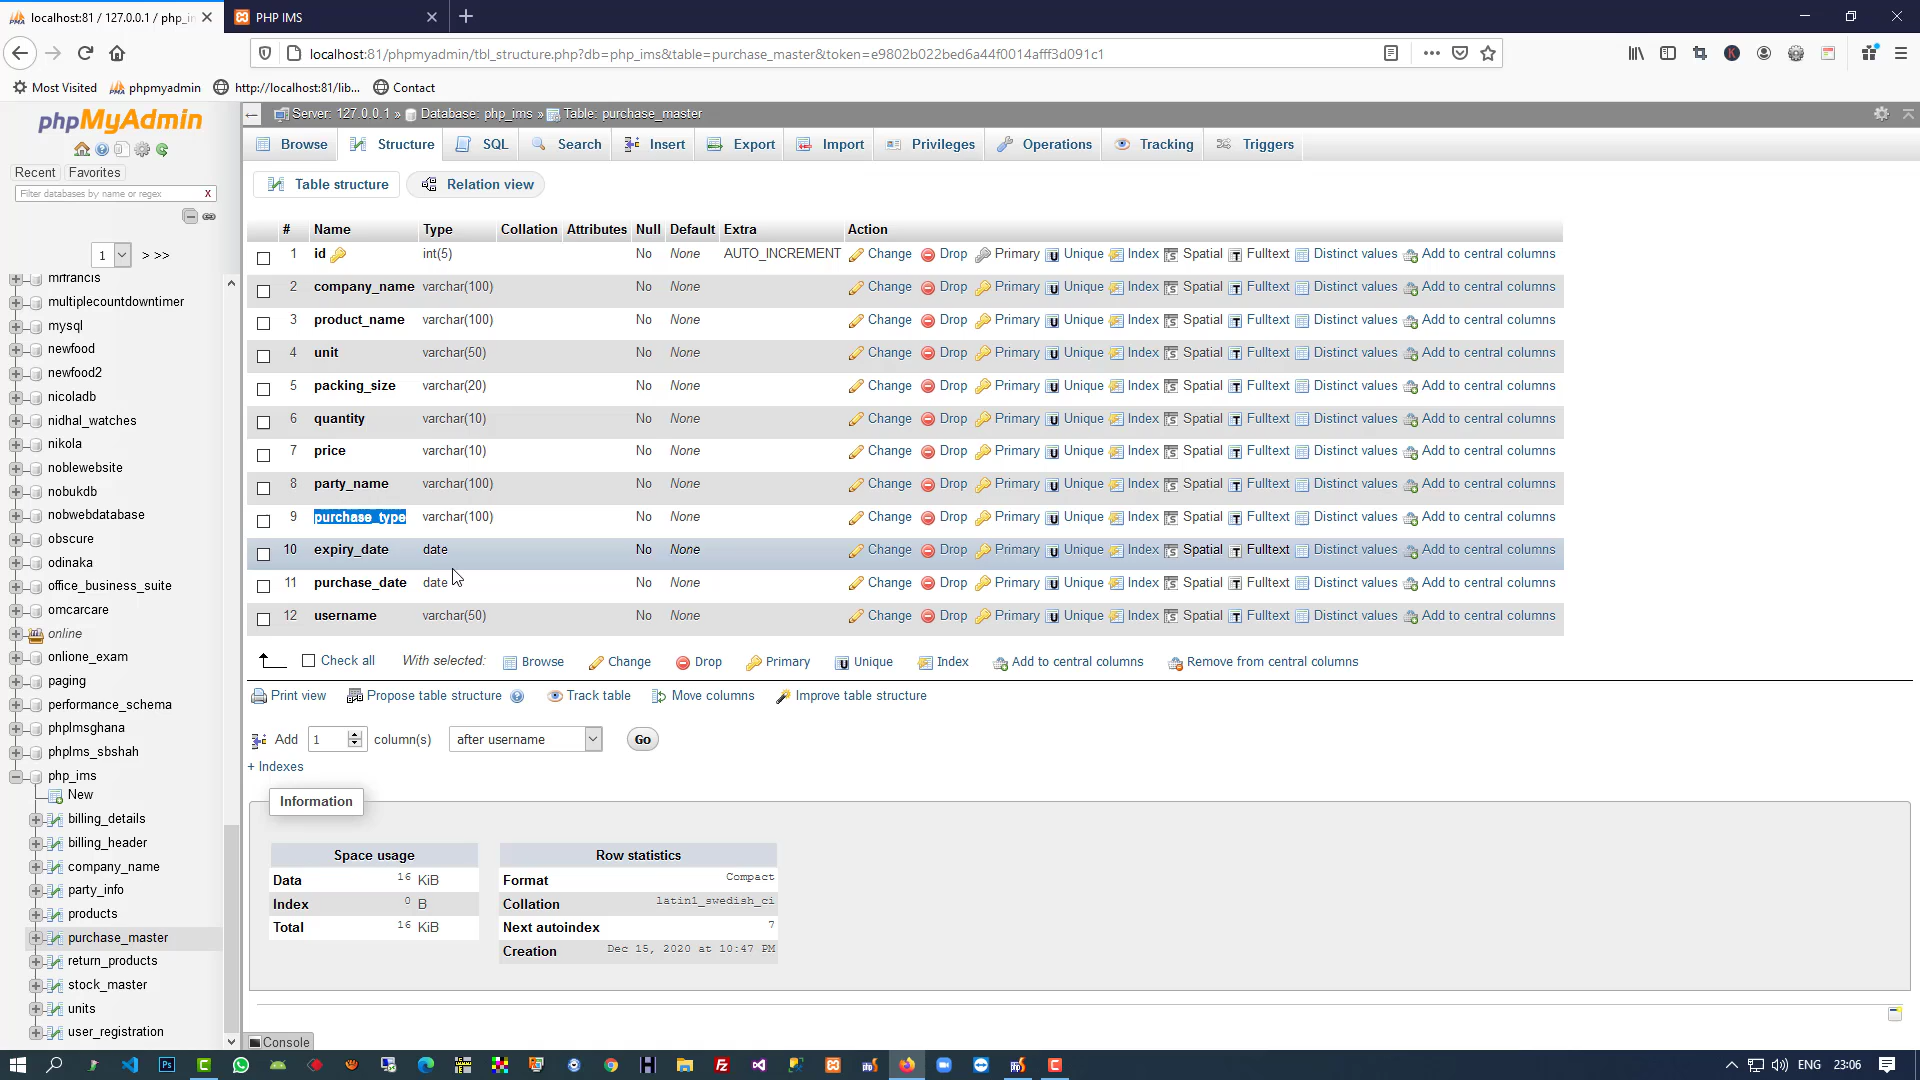 localhost:81 / 127.0.0.1 / php_in
PHP IMS
localhost:81/phpmyadmin/tbl_structure.php?db=php_ims&table=purchase_master&token=e9802b022bed6a44f0014afff3d091c1
Most Visited
phpmyadmin
http://localhost:81/lib...
Contact
phpMyAdmin
Server: 127.0.0.1 » Database: php_ims » Table: purchase_master
Browse Structure SQL Search Insert Export Import Privileges Operations Tracking Triggers
Recent Favorites
Filter databases by name or regex X
1 > >>
mrfrancis
multiplecountdowntimer
mysql
newfood
newfood2
nicoladb
nidhal_watches
nikola
noblewebsite
nobukdb
nobwebdatabase
obscure
odinaka
office_business_suite
omcarcare
online
onlione_exam
paging
performance_schema
phplmsghana
phplms_sbshah
php_ims
New
billing_details
billing_header
company_name
party_info
products
purchase_master
return_products
stock_master
units
user_registration
Table structure Relation view
# Name Type Collation Attributes Null Default Extra Action
1 id int(5) No None AUTO_INCREMENT Change Drop Primary Unique Index Spatial Fulltext Distinct values Add to central columns
2 company_name varchar(100) No None Change Drop Primary Unique Index Spatial Fulltext Distinct values Add to central columns
3 product_name varchar(100) No None Change Drop Primary Unique Index Spatial Fulltext Distinct values Add to central columns
4 unit varchar(50) No None Change Drop Primary Unique Index Spatial Fulltext Distinct values Add to central columns
5 packing_size varchar(20) No None Change Drop Primary Unique Index Spatial Fulltext Distinct values Add to central columns
6 quantity varchar(10) No None Change Drop Primary Unique Index Spatial Fulltext Distinct values Add to central columns
7 price varchar(10) No None Change Drop Primary Unique Index Spatial Fulltext Distinct values Add to central columns
8 party_name varchar(100) No None Change Drop Primary Unique Index Spatial Fulltext Distinct values Add to central columns
9 purchase_type varchar(100) No None Change Drop Primary Unique Index Spatial Fulltext Distinct values Add to central columns
10 expiry_date date No None Change Drop Primary Unique Index Spatial Fulltext Distinct values Add to central columns
11 purchase_date date No None Change Drop Primary Unique Index Spatial Fulltext Distinct values Add to central columns
12 username varchar(50) No None Change Drop Primary Unique Index Spatial Fulltext Distinct values Add to central columns
Check all With selected: Browse Change Drop Primary Unique Index Add to central columns Remove from central columns
Print view Propose table structure Track table Move columns Improve table structure
Add 1 column(s) after username Go
+ Indexes
Information
Space usage
Data 16 KiB
Index 0 B
Total 16 KiB
Row statistics
Format Compact
Collation latin1_swedish_ci
Next autoindex 7
Creation Dec 15, 2020 at 10:47 PM
Console
ENG 23:06